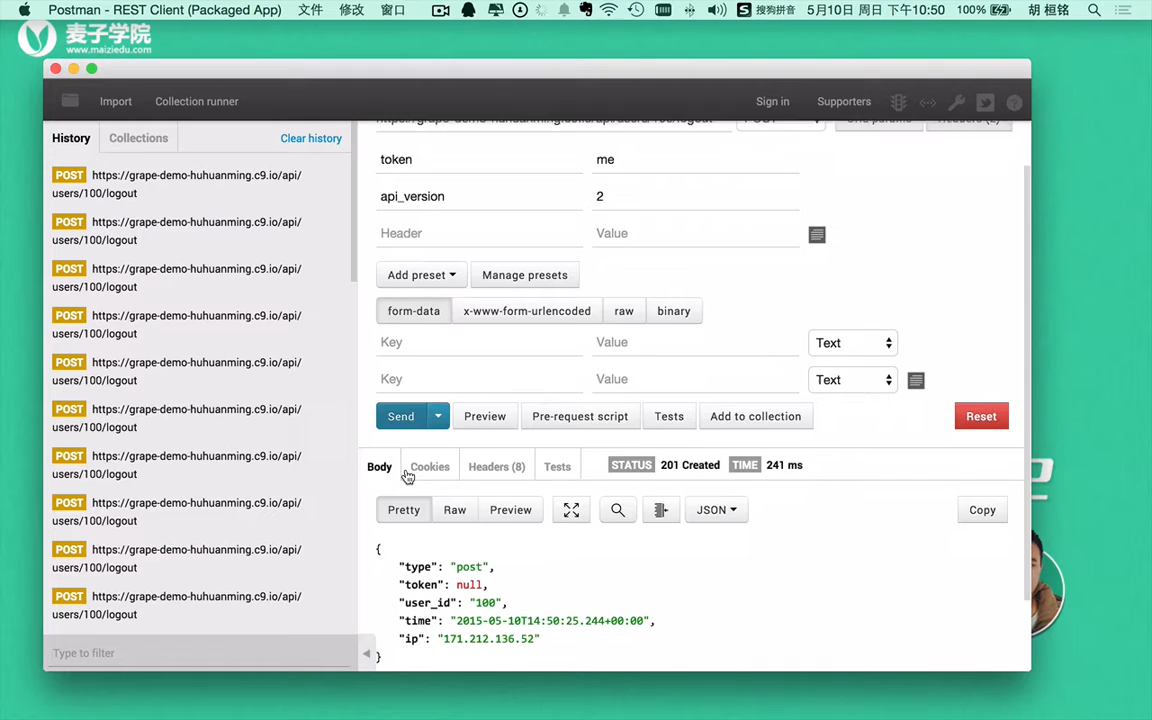 Postman - REST Client (Packaged App) 文件 修改 窗口 搜狗拼音 5月10日 周日 下午10:50 100% 胡 桓铭
麦子学院
www.maiziedu.com
Import Collection runner Sign in Supporters
History Collections Clear history
POST https://grape-demo-huhuanming.c9.io/api/
users/100/logout
POST https://grape-demo-huhuanming.c9.io/api/
users/100/logout
POST https://grape-demo-huhuanming.c9.io/api/
users/100/logout
POST https://grape-demo-huhuanming.c9.io/api/
users/100/logout
POST https://grape-demo-huhuanming.c9.io/api/
users/100/logout
POST https://grape-demo-huhuanming.c9.io/api/
users/100/logout
POST https://grape-demo-huhuanming.c9.io/api/
users/100/logout
POST https://grape-demo-huhuanming.c9.io/api/
users/100/logout
POST https://grape-demo-huhuanming.c9.io/api/
users/100/logout
POST https://grape-demo-huhuanming.c9.io/api/
users/100/logout
Type to filter
token me
api_version 2
Header Value
Add preset Manage presets
form-data x-www-form-urlencoded raw binary
Key Value Text
Key Value Text
Send Preview Pre-request script Tests Add to collection Reset
Body Cookies Headers (8) Tests STATUS 201 Created TIME 241 ms
Pretty Raw Preview JSON Copy
{
"type": "post",
"token": null,
"user_id": "100",
"time": "2015-05-10T14:50:25.244+00:00",
"ip": "171.212.136.52"
}